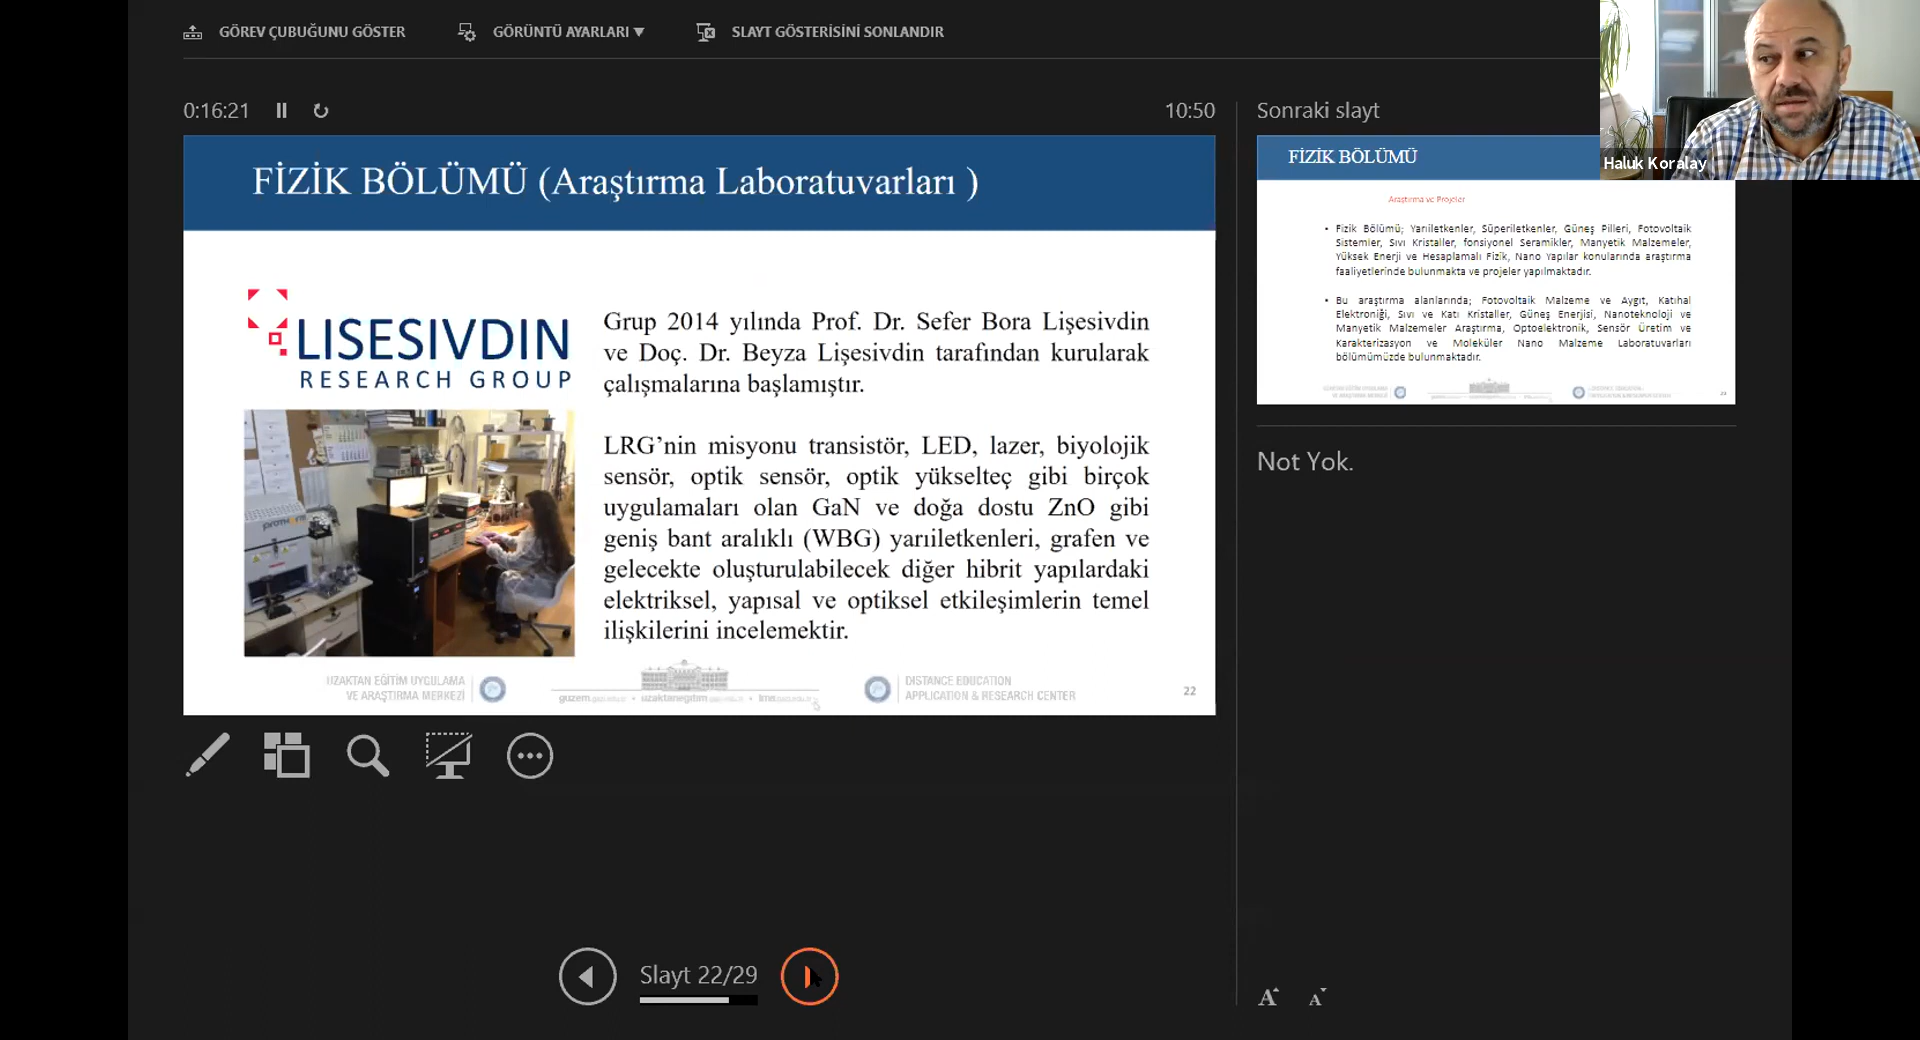 GÖREV ÇUBUĞUNU GÖSTER
GÖRÜNTÜ AYARLARI
SLAYT GÖSTERİSİNİ SONLANDIR
0:16:21
10:50
FİZİK BÖLÜMÜ (Araştırma Laboratuvarları )
LISESIVDIN
RESEARCH GROUP
Grup 2014 yılında Prof. Dr. Sefer Bora Lişesivdin
ve Doç. Dr. Beyza Lişesivdin tarafından kurularak
çalışmalarına başlamıştır.
LRG’nin misyonu transistör, LED, lazer, biyolojik
sensör, optik sensör, optik yükselteç gibi birçok
uygulamaları olan GaN ve doğa dostu ZnO gibi
geniş bant aralıklı (WBG) yarıiletkenleri, grafen ve
gelecekte oluşturulabilecek diğer hibrit yapılardaki
elektriksel, yapısal ve optiksel etkileşimlerin temel
ilişkilerini incelemektir.
UZAKTAN EĞİTİM UYGULAMA
VE ARAŞTIRMA MERKEZİ
DISTANCE EDUCATION
APPLICATION & RESEARCH CENTER
22
Slayt 22/29
Sonraki slayt
FİZİK BÖLÜMÜ
Araştırma ve Projeler
• Fizik Bölümü; Yarıiletkenler, Süperiletkenler, Güneş Pilleri, Fotovoltaik
Sistemler, Sıvı Kristaller, fonsiyonel Seramikler, Manyetik Malzemeler,
Yüksek Enerji ve Hesaplamalı Fizik, Nano Yapılar konularında araştırma
faaliyetlerinde bulunmakta ve projeler yapılmaktadır.
• Bu araştırma alanlarında; Fotovoltaik Malzeme ve Aygıt, Katıhal
Elektroniği, Sıvı ve Katı Kristaller, Güneş Enerjisi, Nanoteknoloji ve
Manyetik Malzemeler Araştırma, Optoelektronik, Sensör Üretim ve
Karakterizasyon ve Moleküler Nano Malzeme Laboratuvarları
bölümümüzde bulunmaktadır.
23
Not Yok.
Haluk Koralay